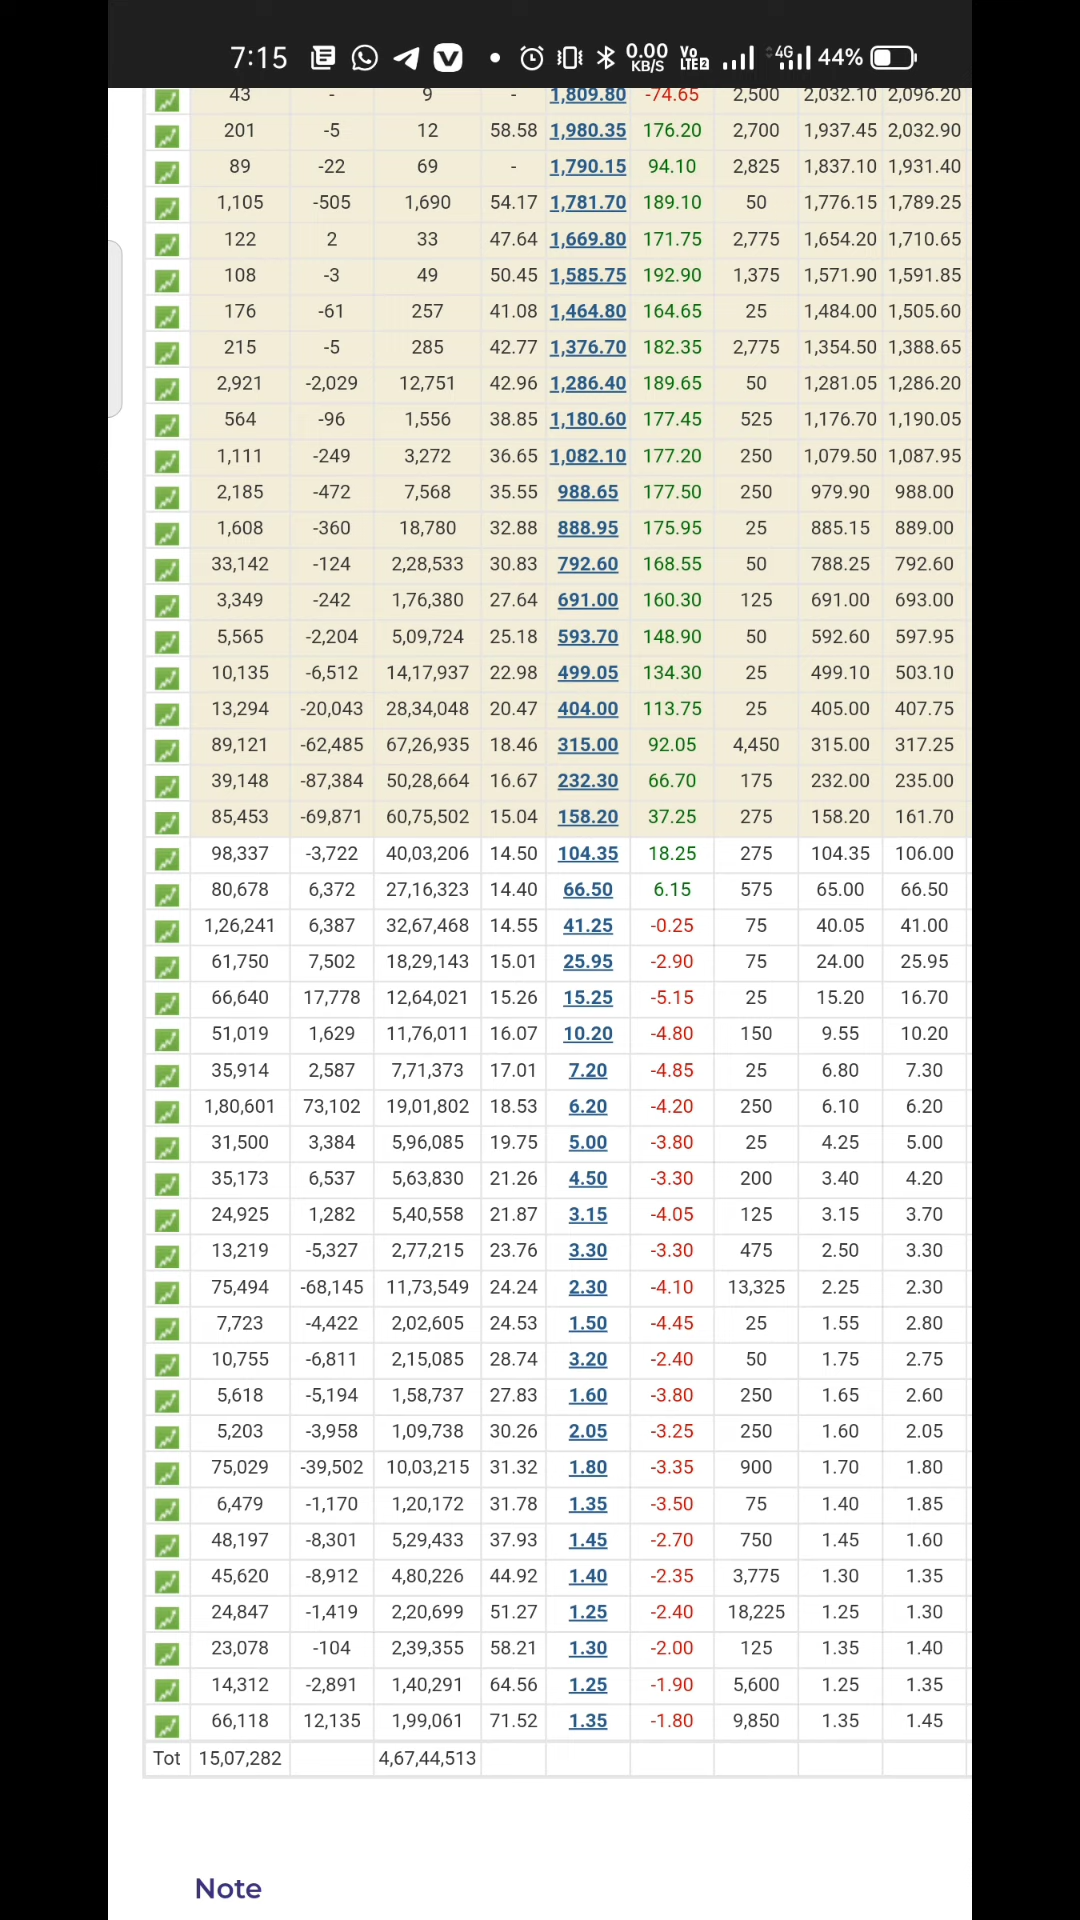 7:15 0.00 KB/S Vo LTE2 4G 44%
43 - 9 - 1,809.80 -74.65 2,500 2,032.10 2,096.20
201 -5 12 58.58 1,980.35 176.20 2,700 1,937.45 2,032.90
89 -22 69 - 1,790.15 94.10 2,825 1,837.10 1,931.40
1,105 -505 1,690 54.17 1,781.70 189.10 50 1,776.15 1,789.25
122 2 33 47.64 1,669.80 171.75 2,775 1,654.20 1,710.65
108 -3 49 50.45 1,585.75 192.90 1,375 1,571.90 1,591.85
176 -61 257 41.08 1,464.80 164.65 25 1,484.00 1,505.60
215 -5 285 42.77 1,376.70 182.35 2,775 1,354.50 1,388.65
2,921 -2,029 12,751 42.96 1,286.40 189.65 50 1,281.05 1,286.20
564 -96 1,556 38.85 1,180.60 177.45 525 1,176.70 1,190.05
1,111 -249 3,272 36.65 1,082.10 177.20 250 1,079.50 1,087.95
2,185 -472 7,568 35.55 988.65 177.50 250 979.90 988.00
1,608 -360 18,780 32.88 888.95 175.95 25 885.15 889.00
33,142 -124 2,28,533 30.83 792.60 168.55 50 788.25 792.60
3,349 -242 1,76,380 27.64 691.00 160.30 125 691.00 693.00
5,565 -2,204 5,09,724 25.18 593.70 148.90 50 592.60 597.95
10,135 -6,512 14,17,937 22.98 499.05 134.30 25 499.10 503.10
13,294 -20,043 28,34,048 20.47 404.00 113.75 25 405.00 407.75
89,121 -62,485 67,26,935 18.46 315.00 92.05 4,450 315.00 317.25
39,148 -87,384 50,28,664 16.67 232.30 66.70 175 232.00 235.00
85,453 -69,871 60,75,502 15.04 158.20 37.25 275 158.20 161.70
98,337 -3,722 40,03,206 14.50 104.35 18.25 275 104.35 106.00
80,678 6,372 27,16,323 14.40 66.50 6.15 575 65.00 66.50
1,26,241 6,387 32,67,468 14.55 41.25 -0.25 75 40.05 41.00
61,750 7,502 18,29,143 15.01 25.95 -2.90 75 24.00 25.95
66,640 17,778 12,64,021 15.26 15.25 -5.15 25 15.20 16.70
51,019 1,629 11,76,011 16.07 10.20 -4.80 150 9.55 10.20
35,914 2,587 7,71,373 17.01 7.20 -4.85 25 6.80 7.30
1,80,601 73,102 19,01,802 18.53 6.20 -4.20 250 6.10 6.20
31,500 3,384 5,96,085 19.75 5.00 -3.80 25 4.25 5.00
35,173 6,537 5,63,830 21.26 4.50 -3.30 200 3.40 4.20
24,925 1,282 5,40,558 21.87 3.15 -4.05 125 3.15 3.70
13,219 -5,327 2,77,215 23.76 3.30 -3.30 475 2.50 3.30
75,494 -68,145 11,73,549 24.24 2.30 -4.10 13,325 2.25 2.30
7,723 -4,422 2,02,605 24.53 1.50 -4.45 25 1.55 2.80
10,755 -6,811 2,15,085 28.74 3.20 -2.40 50 1.75 2.75
5,618 -5,194 1,58,737 27.83 1.60 -3.80 250 1.65 2.60
5,203 -3,958 1,09,738 30.26 2.05 -3.25 250 1.60 2.05
75,029 -39,502 10,03,215 31.32 1.80 -3.35 900 1.70 1.80
6,479 -1,170 1,20,172 31.78 1.35 -3.50 75 1.40 1.85
48,197 -8,301 5,29,433 37.93 1.45 -2.70 750 1.45 1.60
45,620 -8,912 4,80,226 44.92 1.40 -2.35 3,775 1.30 1.35
24,847 -1,419 2,20,699 51.27 1.25 -2.40 18,225 1.25 1.30
23,078 -104 2,39,355 58.21 1.30 -2.00 125 1.35 1.40
14,312 -2,891 1,40,291 64.56 1.25 -1.90 5,600 1.25 1.35
66,118 12,135 1,99,061 71.52 1.35 -1.80 9,850 1.35 1.45
Tot 15,07,282 4,67,44,513
Note